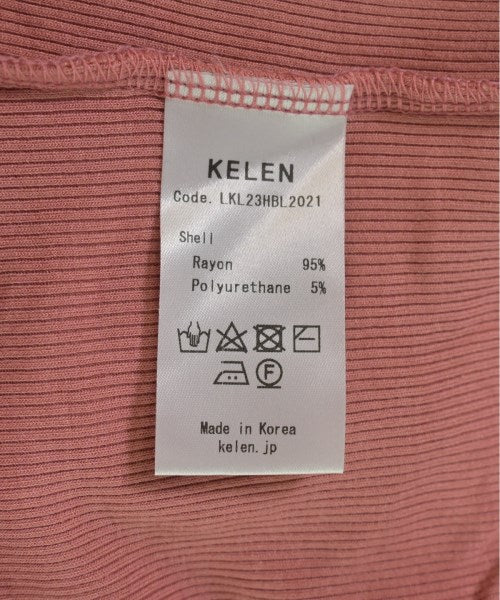 KELEN
Code. LKL23HBL2021
Shell
Rayon 95%
Polyurethane 5%
F
Made in Korea
kelen.jp